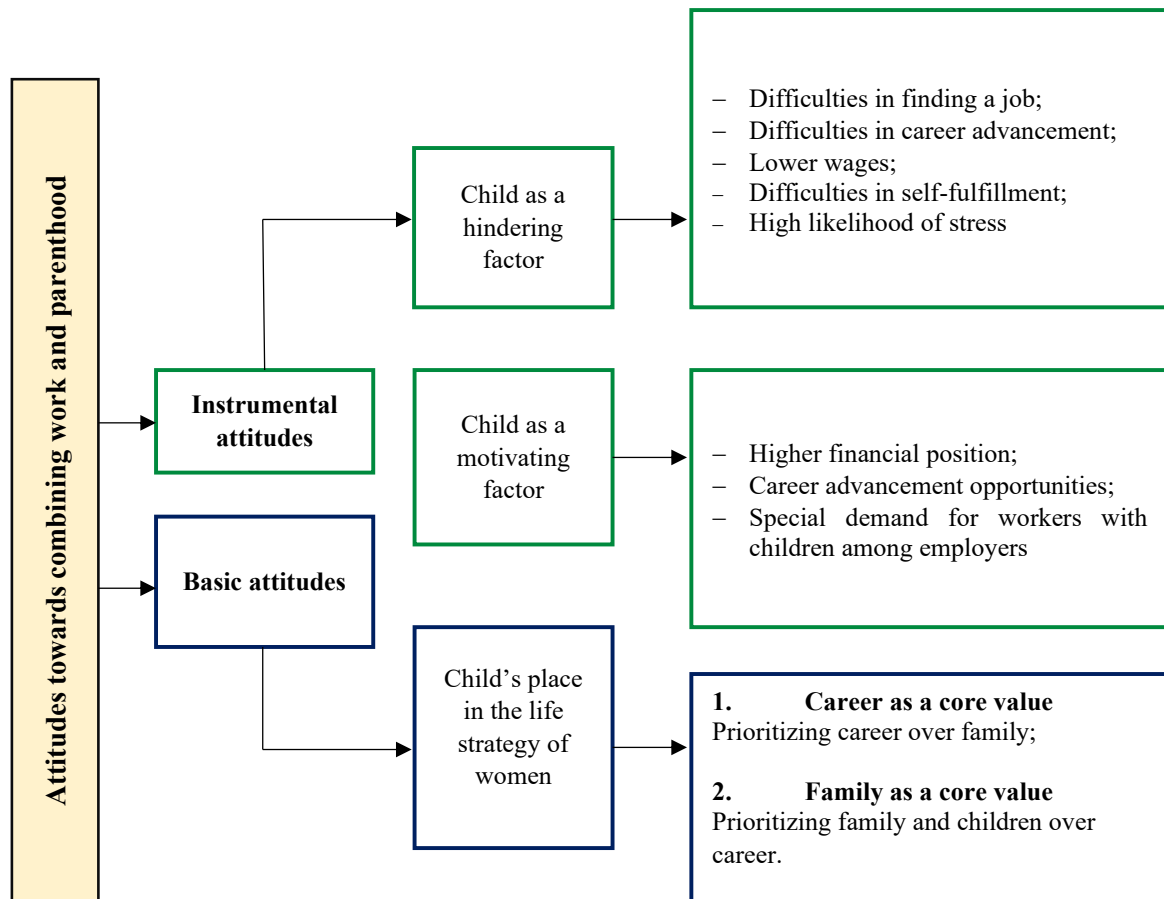 Attitudes towards combining work and parenthood
Instrumental
attitudes
Child as a
hindering
factor
– Difficulties in finding a job;
– Difficulties in career advancement;
– Lower wages;
– Difficulties in self-fulfillment;
– High likelihood of stress
Child as a
motivating
factor
– Higher financial position;
– Career advancement opportunities;
– Special demand for workers with
children among employers
Basic attitudes
Child’s place
in the life
strategy of
women
1. Career as a core value
Prioritizing career over family;
2. Family as a core value
Prioritizing family and children over
career.